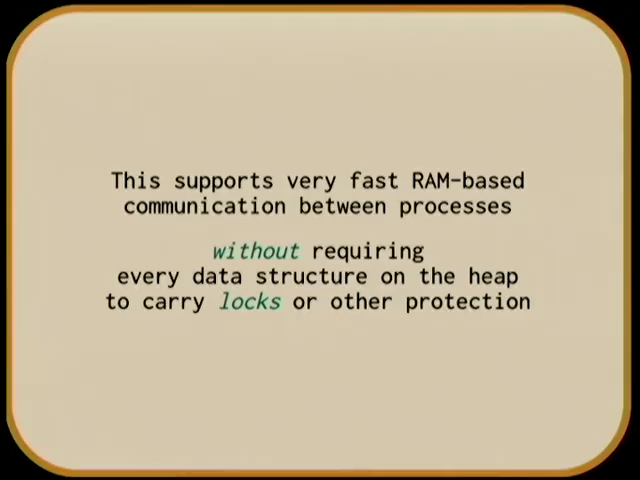 This supports very fast RAM-based
communication between processes
without requiring
every data structure on the heap
to carry locks or other protection